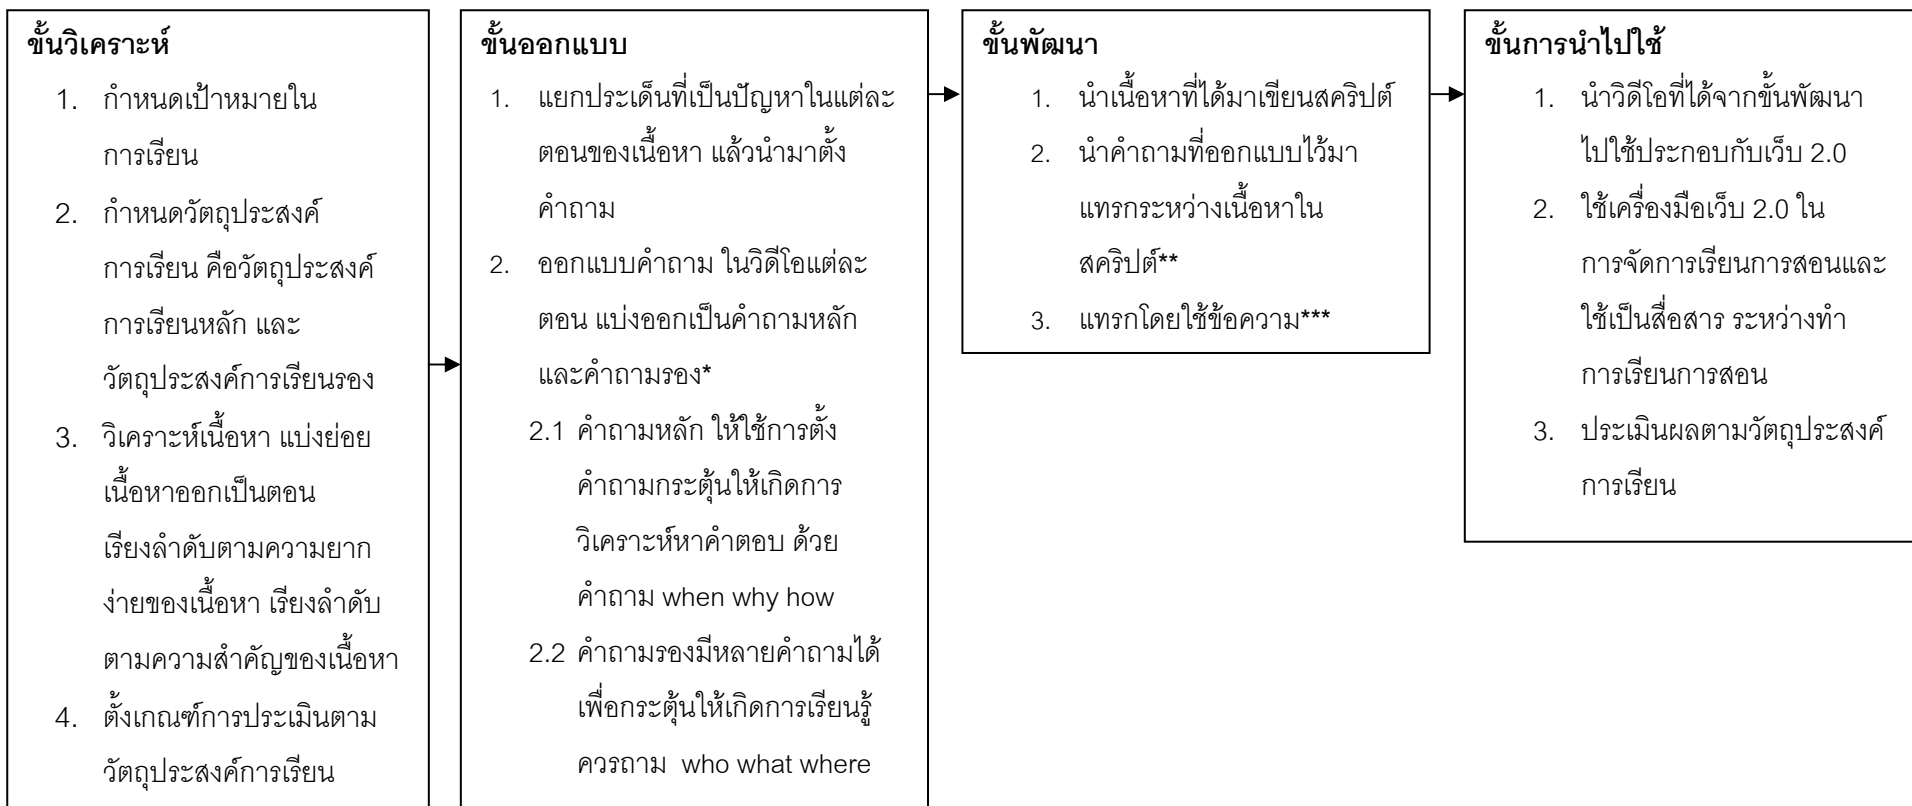 ขั้นวิเคราะห์
1. กำหนดเป้าหมายใน
การเรียน
2. กำหนดวัตถุประสงค์
การเรียน คือวัตถุประสงค์
การเรียนหลัก และ
วัตถุประสงค์การเรียนรอง
3. วิเคราะห์เนื้อหา แบ่งย่อย
เนื้อหาออกเป็นตอน
เรียงลำดับตามความยาก
ง่ายของเนื้อหา เรียงลำดับ
ตามความสำคัญของเนื้อหา
4. ตั้งเกณฑ์การประเมินตาม
วัตถุประสงค์การเรียน
ขั้นออกแบบ
1. แยกประเด็นที่เป็นปัญหาในแต่ละ
ตอนของเนื้อหา แล้วนำมาตั้ง
คำถาม
2. ออกแบบคำถาม ในวิดีโอแต่ละ
ตอน แบ่งออกเป็นคำถามหลัก
และคำถามรอง*
2.1 คำถามหลัก ให้ใช้การตั้ง
คำถามกระตุ้นให้เกิดการ
วิเคราะห์หาคำตอบ ด้วย
คำถาม when why how
2.2 คำถามรองมีหลายคำถามได้
เพื่อกระตุ้นให้เกิดการเรียนรู้
ควรถาม who what where
ขั้นพัฒนา
1. นำเนื้อหาที่ได้มาเขียนสคริปต์
2. นำคำถามที่ออกแบบไว้มา
แทรกระหว่างเนื้อหาใน
สคริปต์**
3. แทรกโดยใช้ข้อความ***
ขั้นการนำไปใช้
1. นำวิดีโอที่ได้จากขั้นพัฒนา
ไปใช้ประกอบกับเว็บ 2.0
2. ใช้เครื่องมือเว็บ 2.0 ใน
การจัดการเรียนการสอนและ
ใช้เป็นสื่อสาร ระหว่างทำ
การเรียนการสอน
3. ประเมินผลตามวัตถุประสงค์
การเรียน